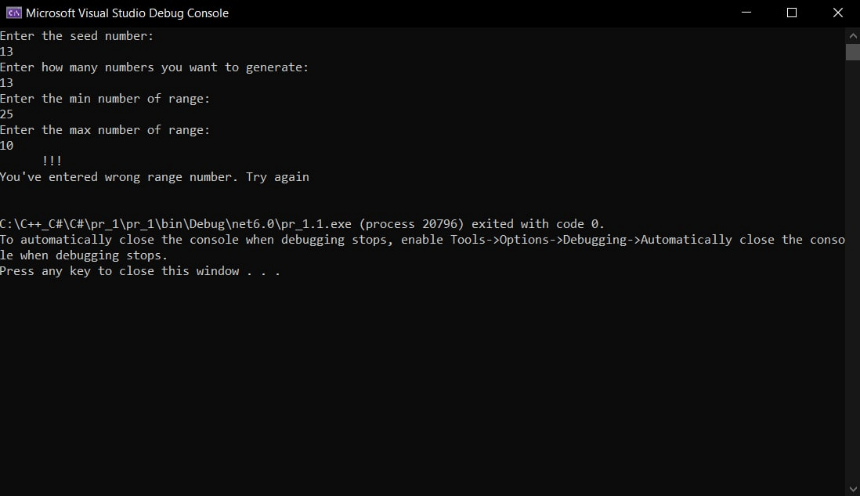 Microsoft Visual Studio Debug Console
Enter the seed number:
13
Enter how many numbers you want to generate:
13
Enter the min number of range:
25
Enter the max number of range:
10
!!!
You've entered wrong range number. Try again
C:\C++_C#\C#\pr_1\pr_1\bin\Debug\net6.0\pr_1.1.exe (process 20796) exited with code 0.
To automatically close the console when debugging stops, enable Tools->Options->Debugging->Automatically close the conso
le when debugging stops.
Press any key to close this window . . .